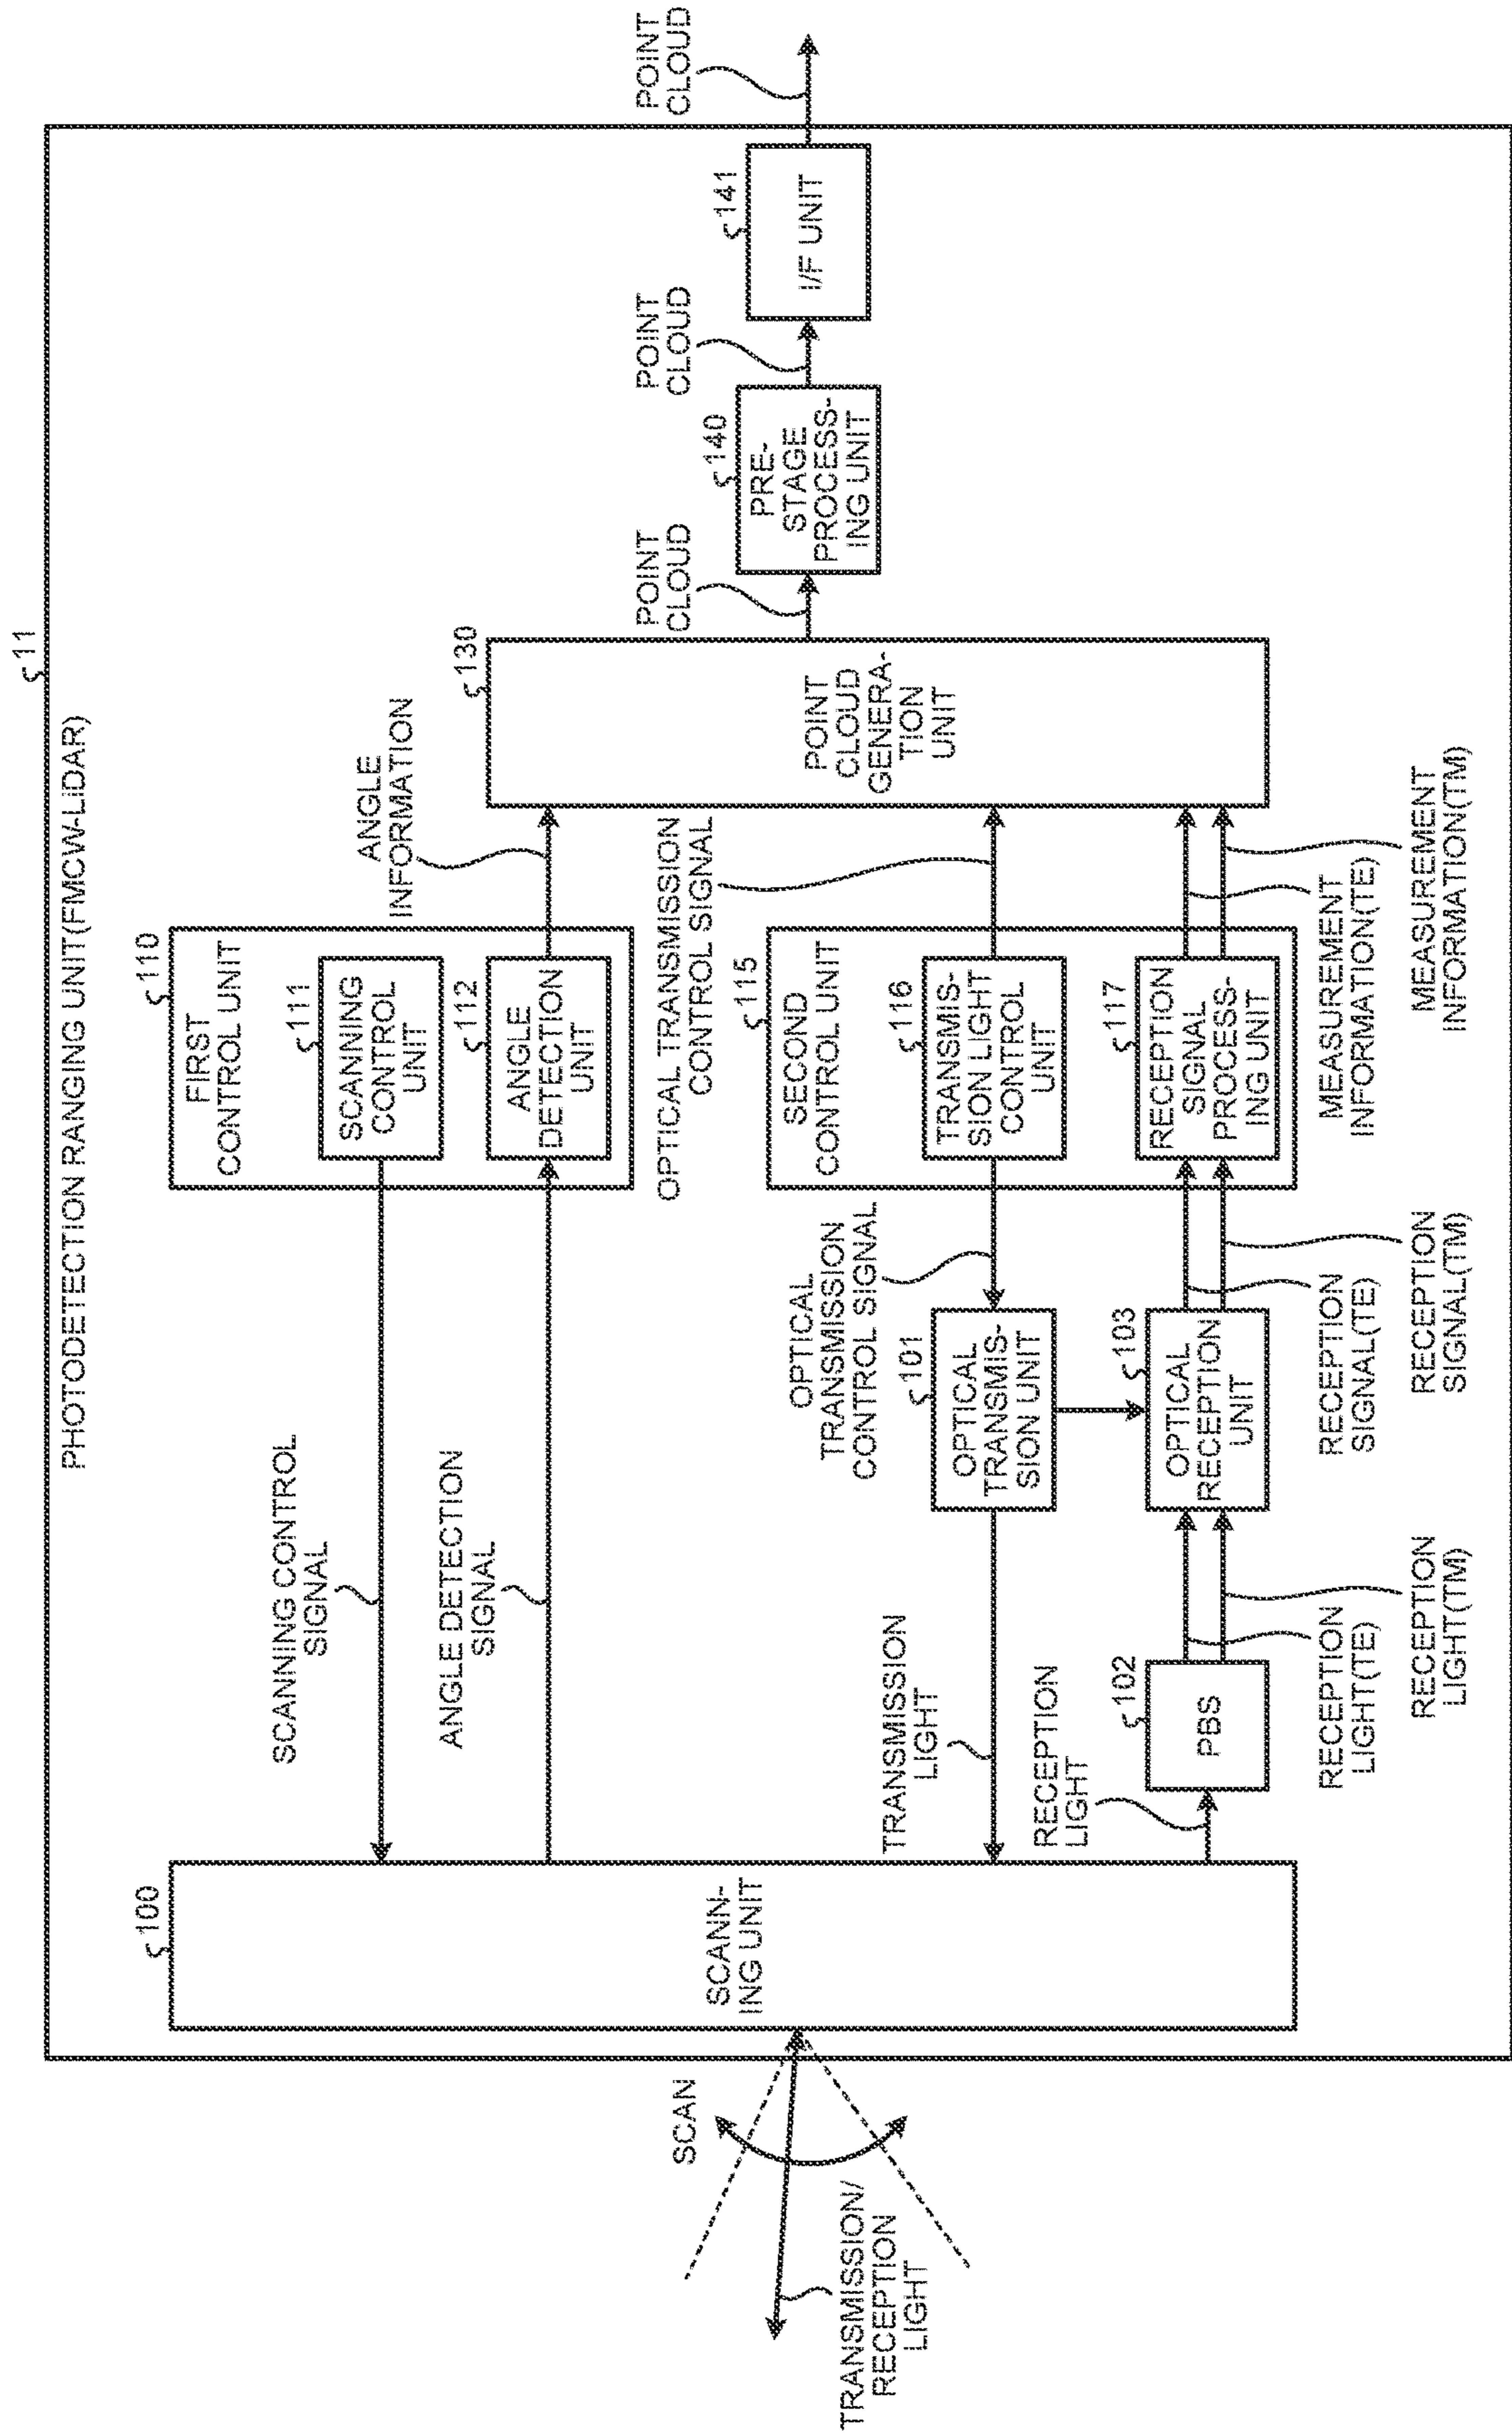 11
PHOTODETECTION RANGING UNIT(FMCW-LiDAR)
100
SCANN-
ING UNIT
SCAN
TRANSMISSION/
RECEPTION
LIGHT
SCANNING CONTROL
SIGNAL
ANGLE DETECTION
SIGNAL
110
FIRST
CONTROL UNIT
111
SCANNING
CONTROL
UNIT
112
ANGLE
DETECTION
UNIT
ANGLE
INFORMATION
OPTICAL TRANSMISSION
CONTROL SIGNAL
115
SECOND
CONTROL UNIT
116
TRANSMIS-
SION LIGHT
CONTROL
UNIT
117
RECEPTION
SIGNAL
PROCESS-
ING UNIT
OPTICAL
TRANSMISSION
CONTROL SIGNAL
101
OPTICAL
TRANSMIS-
SION UNIT
103
OPTICAL
RECEPTION
UNIT
TRANSMISSION
LIGHT
RECEPTION
LIGHT
102
PBS
RECEPTION
LIGHT(TE)
RECEPTION
LIGHT(TM)
RECEPTION
SIGNAL(TE)
RECEPTION
SIGNAL(TM)
MEASUREMENT
INFORMATION(TE)
MEASUREMENT
INFORMATION(TM)
130
POINT
CLOUD
GENERA-
TION
UNIT
POINT
CLOUD
140
PRE-
STAGE
PROCESS-
ING UNIT
POINT
CLOUD
141
I/F UNIT
POINT
CLOUD